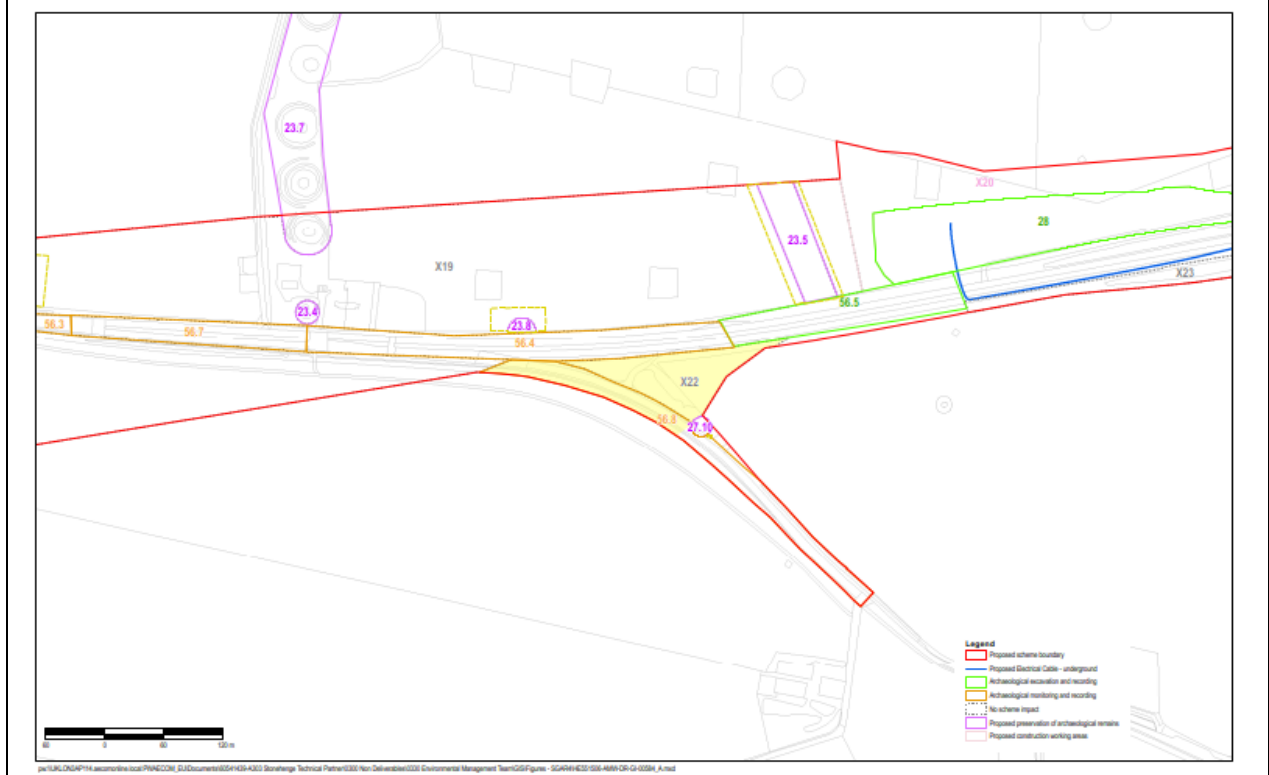 23.7
X20
28
23.5
X19
X23
23.4
56.5
56.3
56.7
23.8
56.4
X22
56.8
27.10
Legend
Proposed scheme boundary
Proposed Electrical Cable - underground
Archaeological excavation and recording
Archaeological monitoring and recording
No scheme impact
Proposed preservation of archaeological remains
Proposed construction working areas
60 0 60 120 m